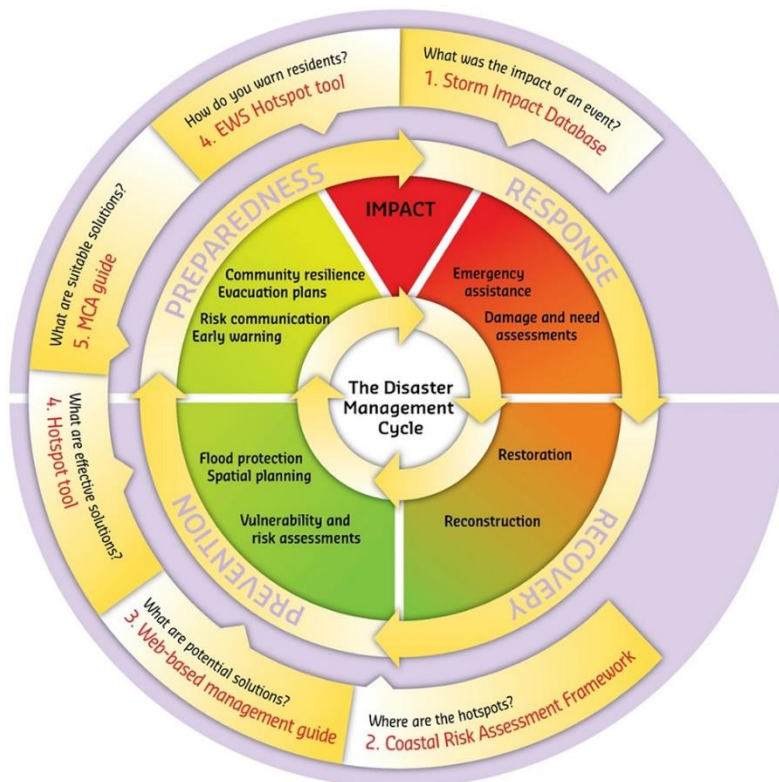 What was the impact of an event?
1. Storm Impact Database
How do you warn residents?
4. EWS Hotspot tool
What are suitable solutions?
5. MCA guide
What are effective solutions?
4. Hotspot tool
What are potential solutions?
3. Web-based management guide
Where are the hotspots?
2. Coastal Risk Assessment Framework
PREPAREDNESS
RESPONSE
RECOVERY
PREVENTION
IMPACT
Community resilience
Evacuation plans
Risk communication
Early warning
Emergency
assistance
Damage and need
assessments
The Disaster
Management
Cycle
Flood protection
Spatial planning
Vulnerability and
risk assessments
Restoration
Reconstruction